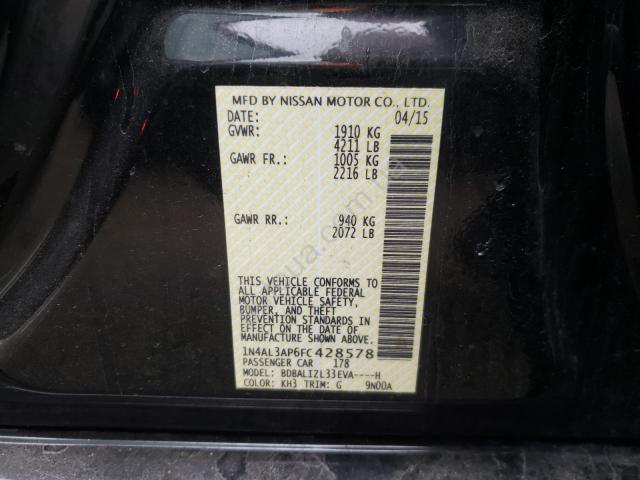 MFD BY NISSAN MOTOR CO., LTD.
DATE: 04/15
GVWR: 1910 KG
4211 LB
GAWR FR.: 1005 KG
2216 LB
GAWR RR.: 940 KG
2072 LB
THIS VEHICLE CONFORMS TO
ALL APPLICABLE FEDERAL
MOTOR VEHICLE SAFETY,
BUMPER, AND THEFT
PREVENTION STANDARDS IN
EFFECT ON THE DATE OF
MANUFACTURE SHOWN ABOVE.
1N4AL3AP6FC428578
PASSENGER CAR 178
MODEL: BDBALIZL33EVA----H
COLOR: KH3 TRIM: G 9N00A